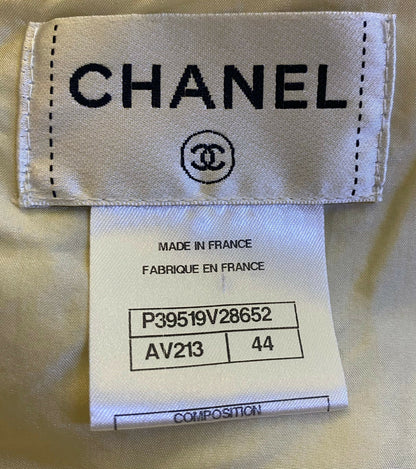 CHANEL
MADE IN FRANCE
FABRIQUE EN FRANCE
P39519V28652
AV213 44
COMPOSITION